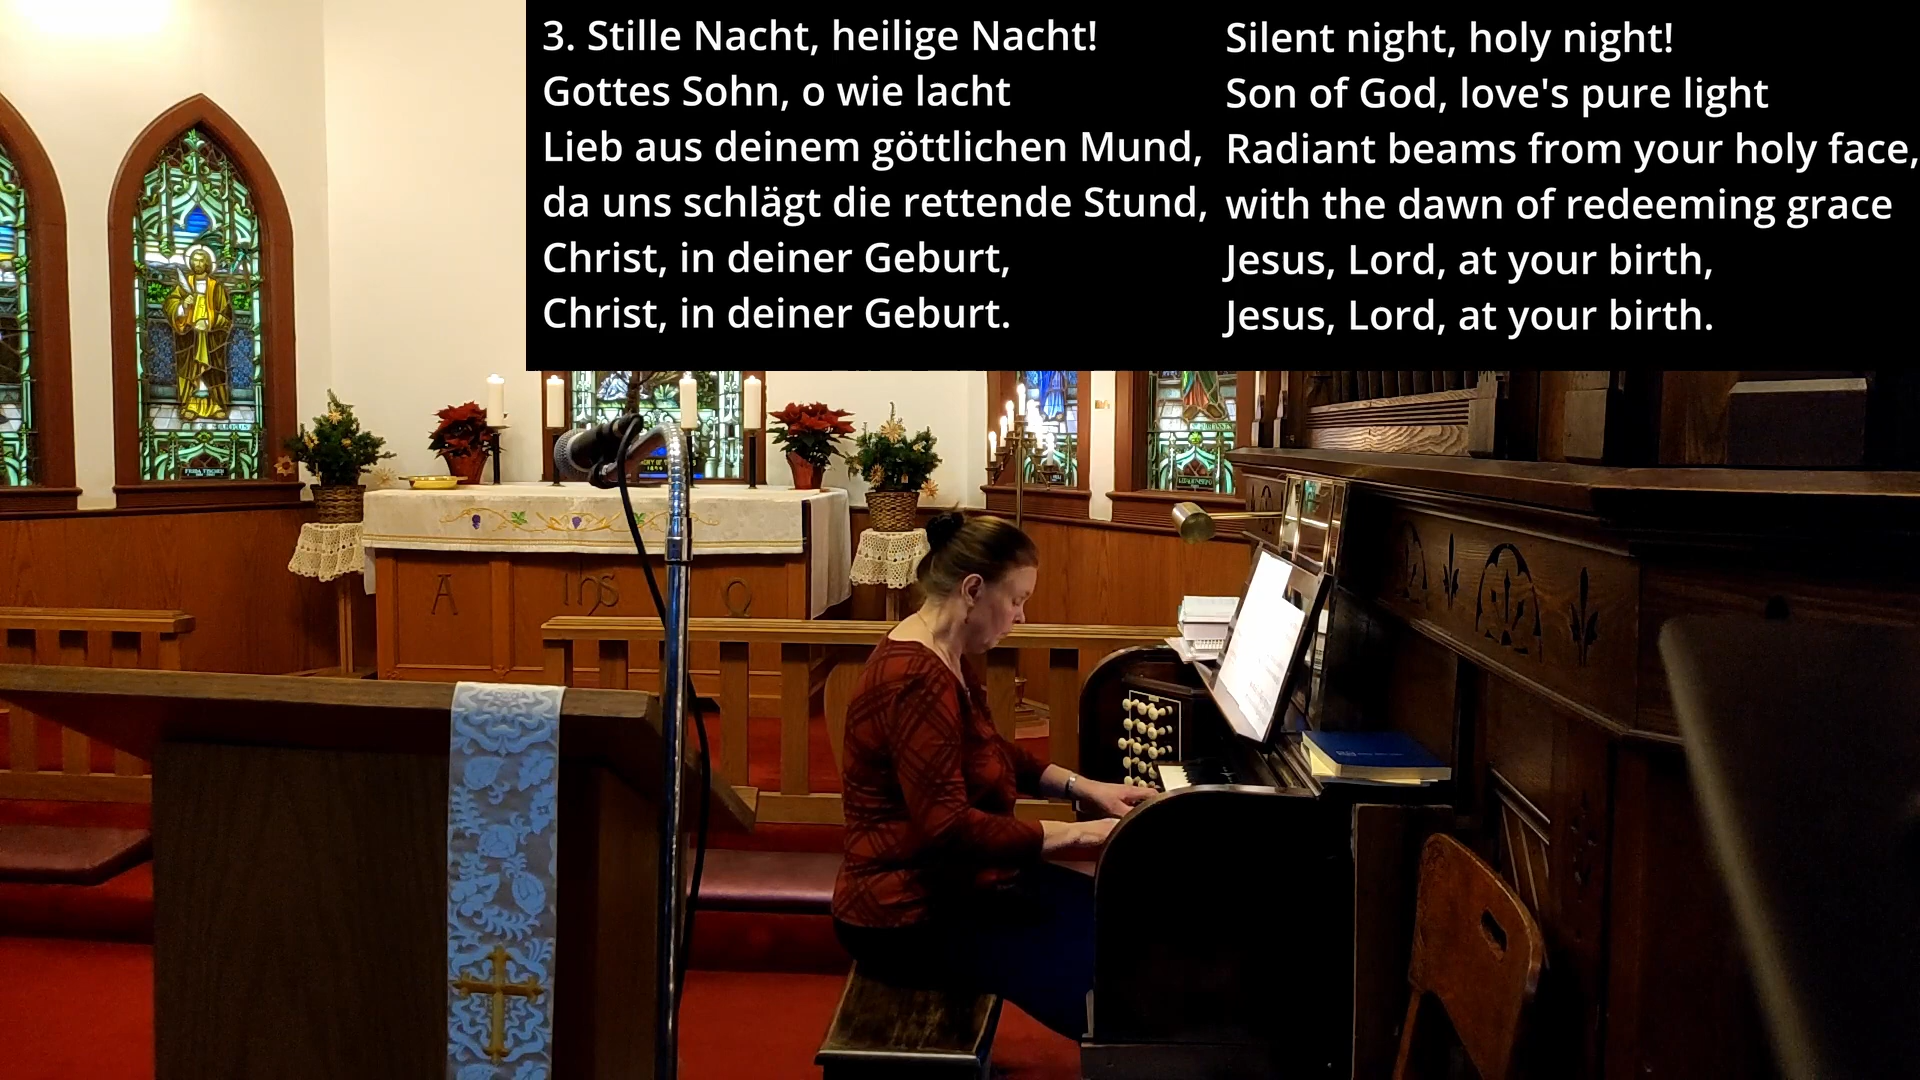 3. Stille Nacht, heilige Nacht!
Gottes Sohn, o wie lacht
Lieb aus deinem göttlichen Mund,
da uns schlägt die rettende Stund,
Christ, in deiner Geburt,
Christ, in deiner Geburt.
Silent night, holy night!
Son of God, love's pure light
Radiant beams from your holy face,
with the dawn of redeeming grace
Jesus, Lord, at your birth,
Jesus, Lord, at your birth.
A IHS Ω